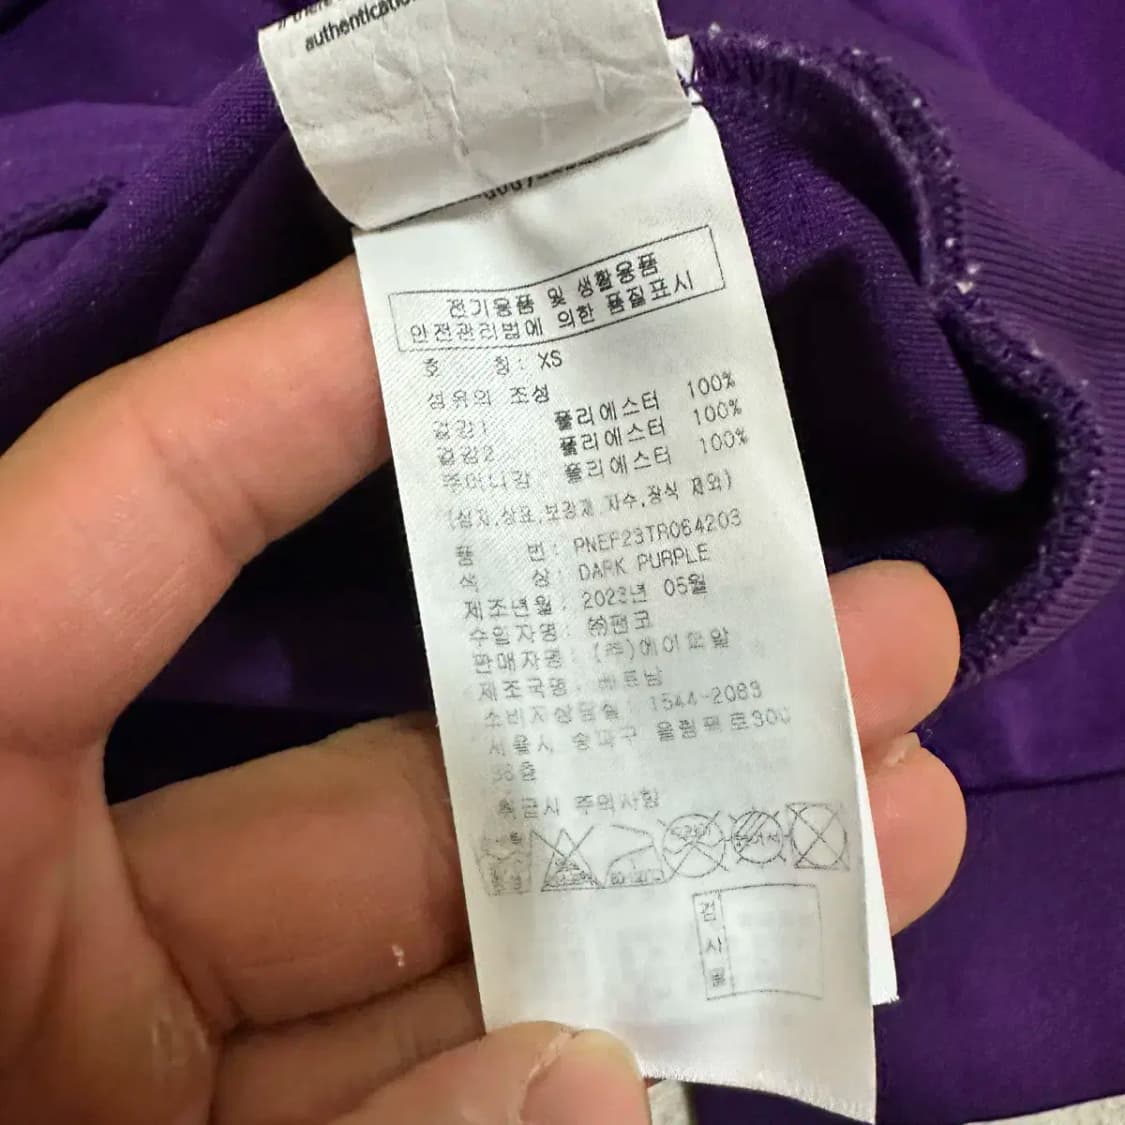 authentication
전기용품 및 생활용품
안전관리법에 의한 품질표시
호 칭: XS
섬유의 조성
겉감1 폴리에스터 100%
겉감2 폴리에스터 100%
주머니감 폴리에스터 100%
(심지,상표,보강재,자수,장식 제외)
품 번: PNEF23TR064203
색 상: DARK PURPLE
제조년월: 2023년 05월
수입자명: ㈜팬코
판매자명: (주)에이유알
제조국명: 베트남
소비자상담실: 1544-2083
서울시 송파구 올림픽로300
취급시 주의사항
드라이
검
사